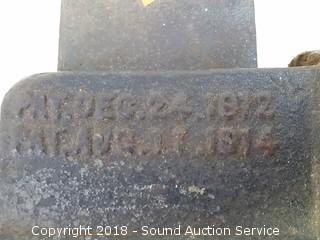 PAT. DEC. 24. 1872
PAT. AUG. 1874
Copyright 2018 - Sound Auction Service